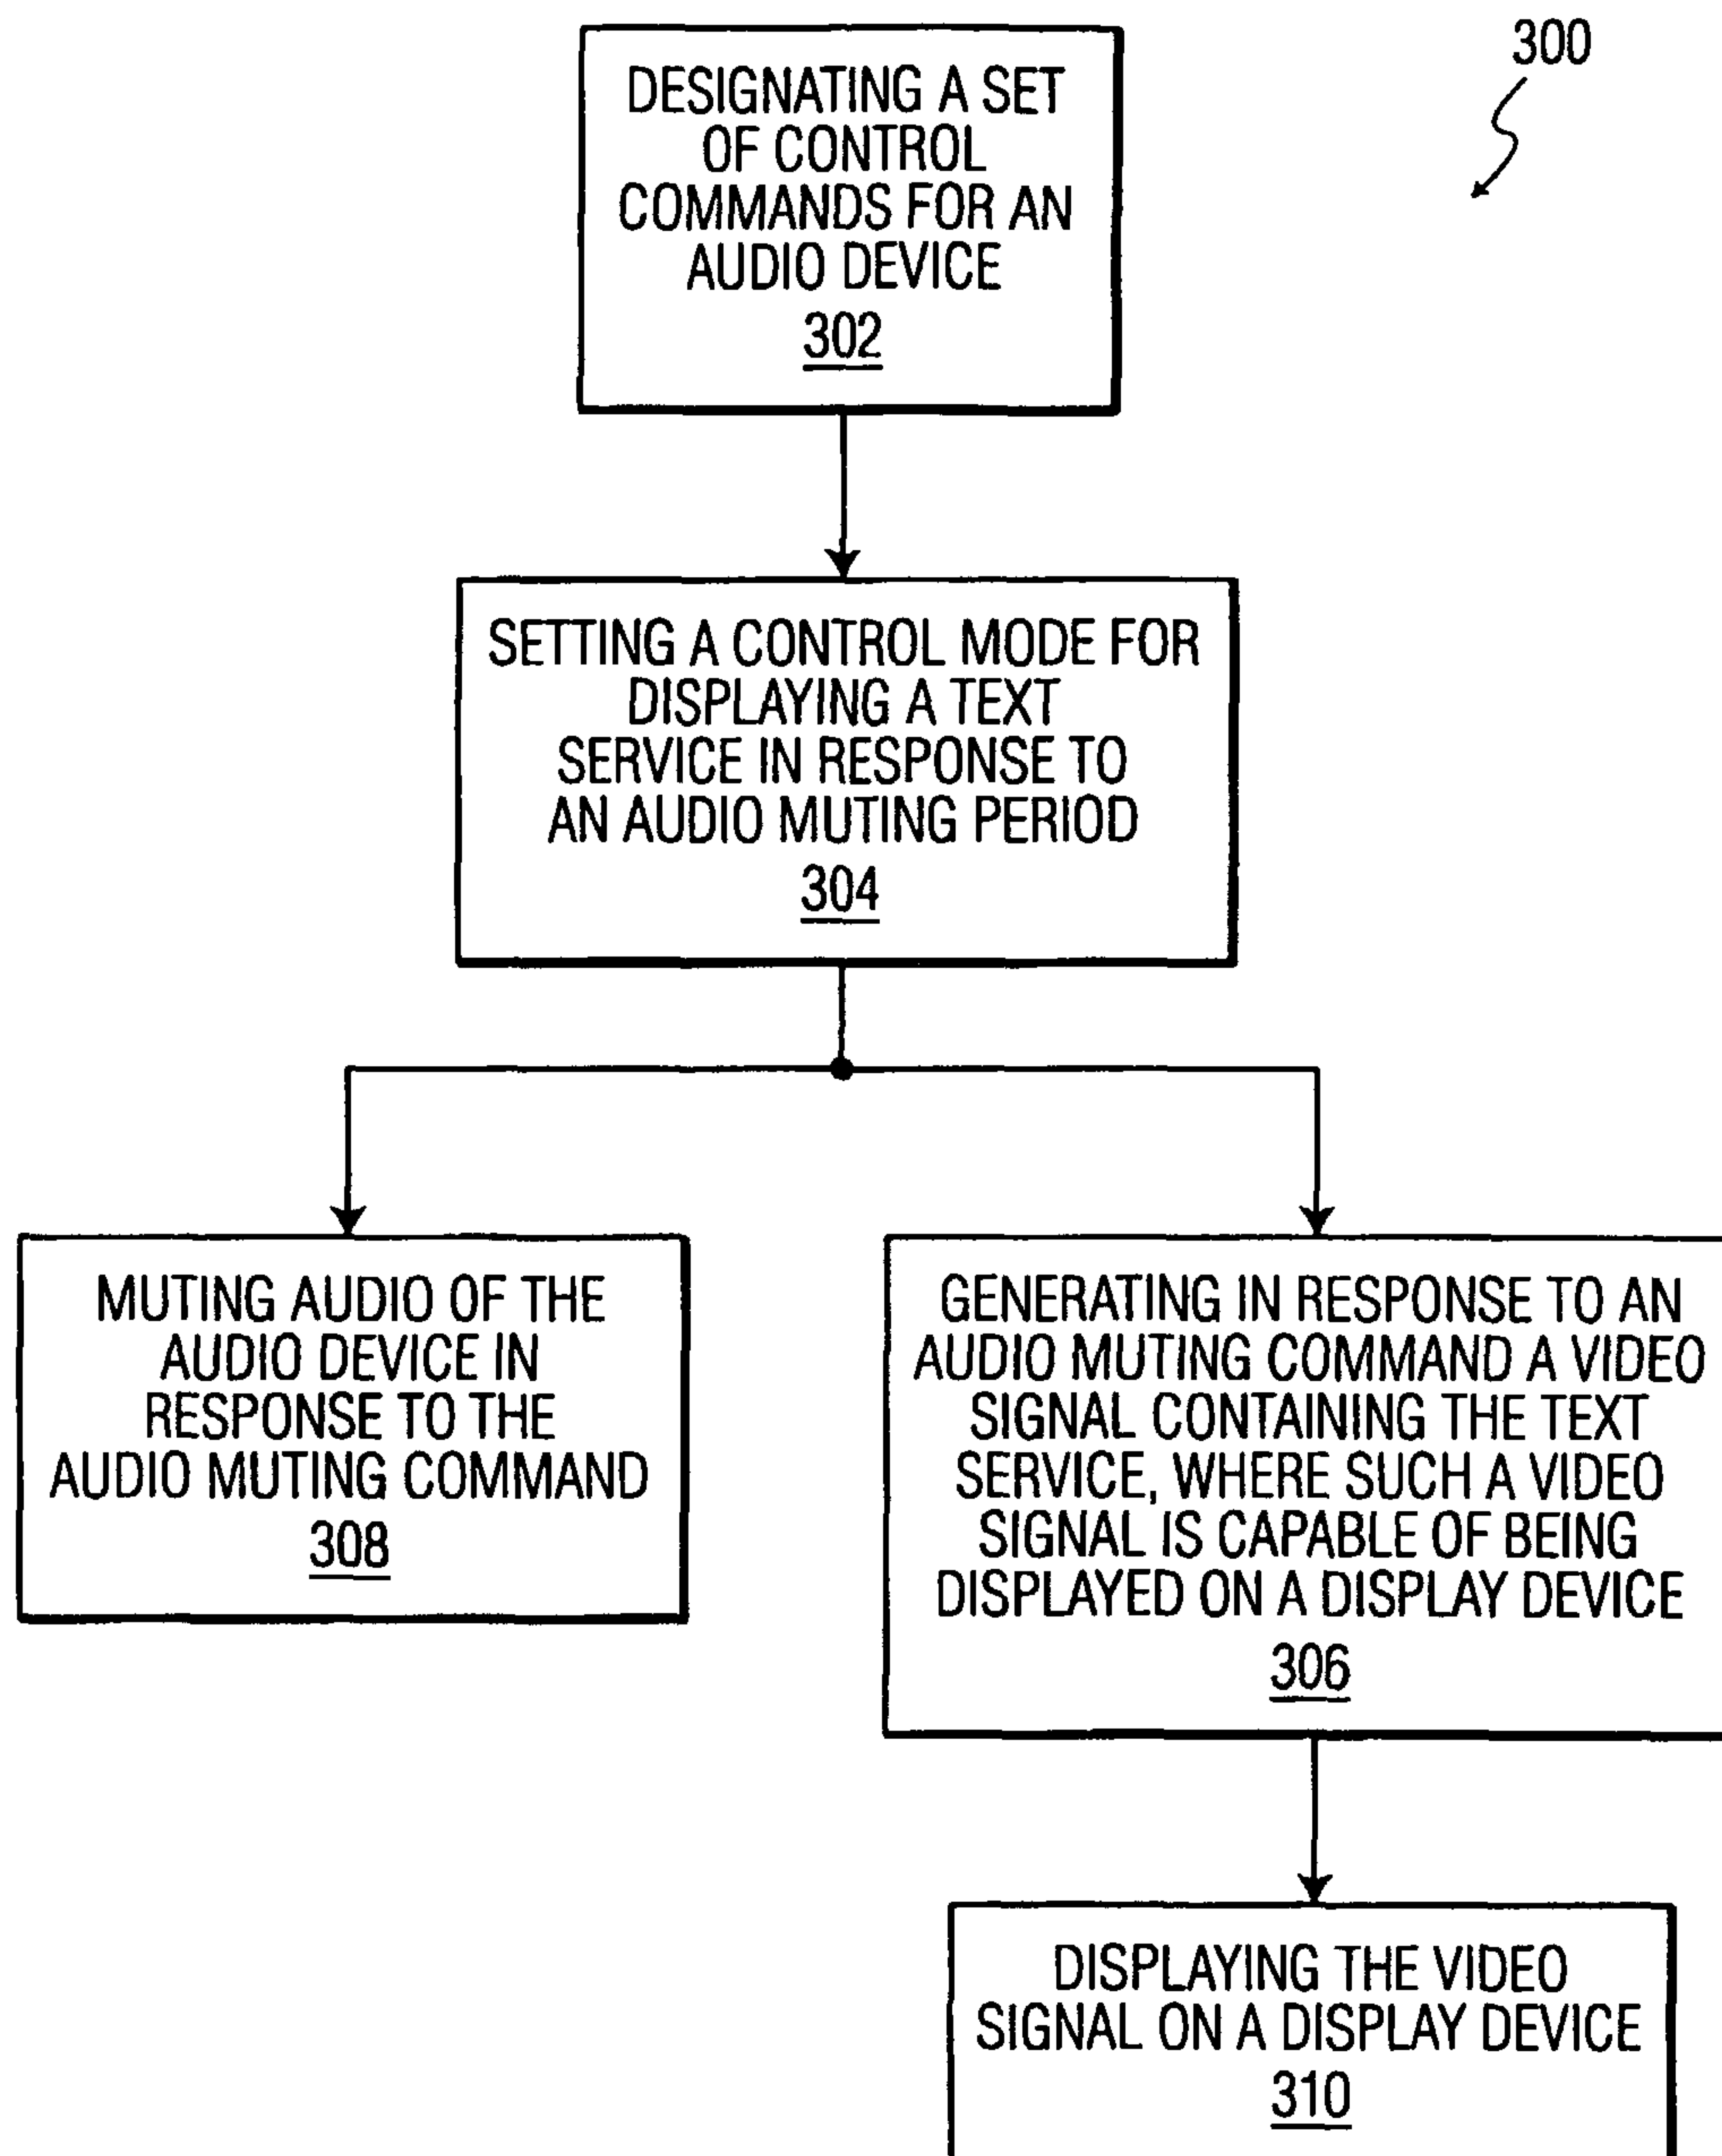 300
DESIGNATING A SET
OF CONTROL
COMMANDS FOR AN
AUDIO DEVICE
302
SETTING A CONTROL MODE FOR
DISPLAYING A TEXT
SERVICE IN RESPONSE TO
AN AUDIO MUTING PERIOD
304
MUTING AUDIO OF THE
AUDIO DEVICE IN
RESPONSE TO THE
AUDIO MUTING COMMAND
308
GENERATING IN RESPONSE TO AN
AUDIO MUTING COMMAND A VIDEO
SIGNAL CONTAINING THE TEXT
SERVICE, WHERE SUCH A VIDEO
SIGNAL IS CAPABLE OF BEING
DISPLAYED ON A DISPLAY DEVICE
306
DISPLAYING THE VIDEO
SIGNAL ON A DISPLAY DEVICE
310